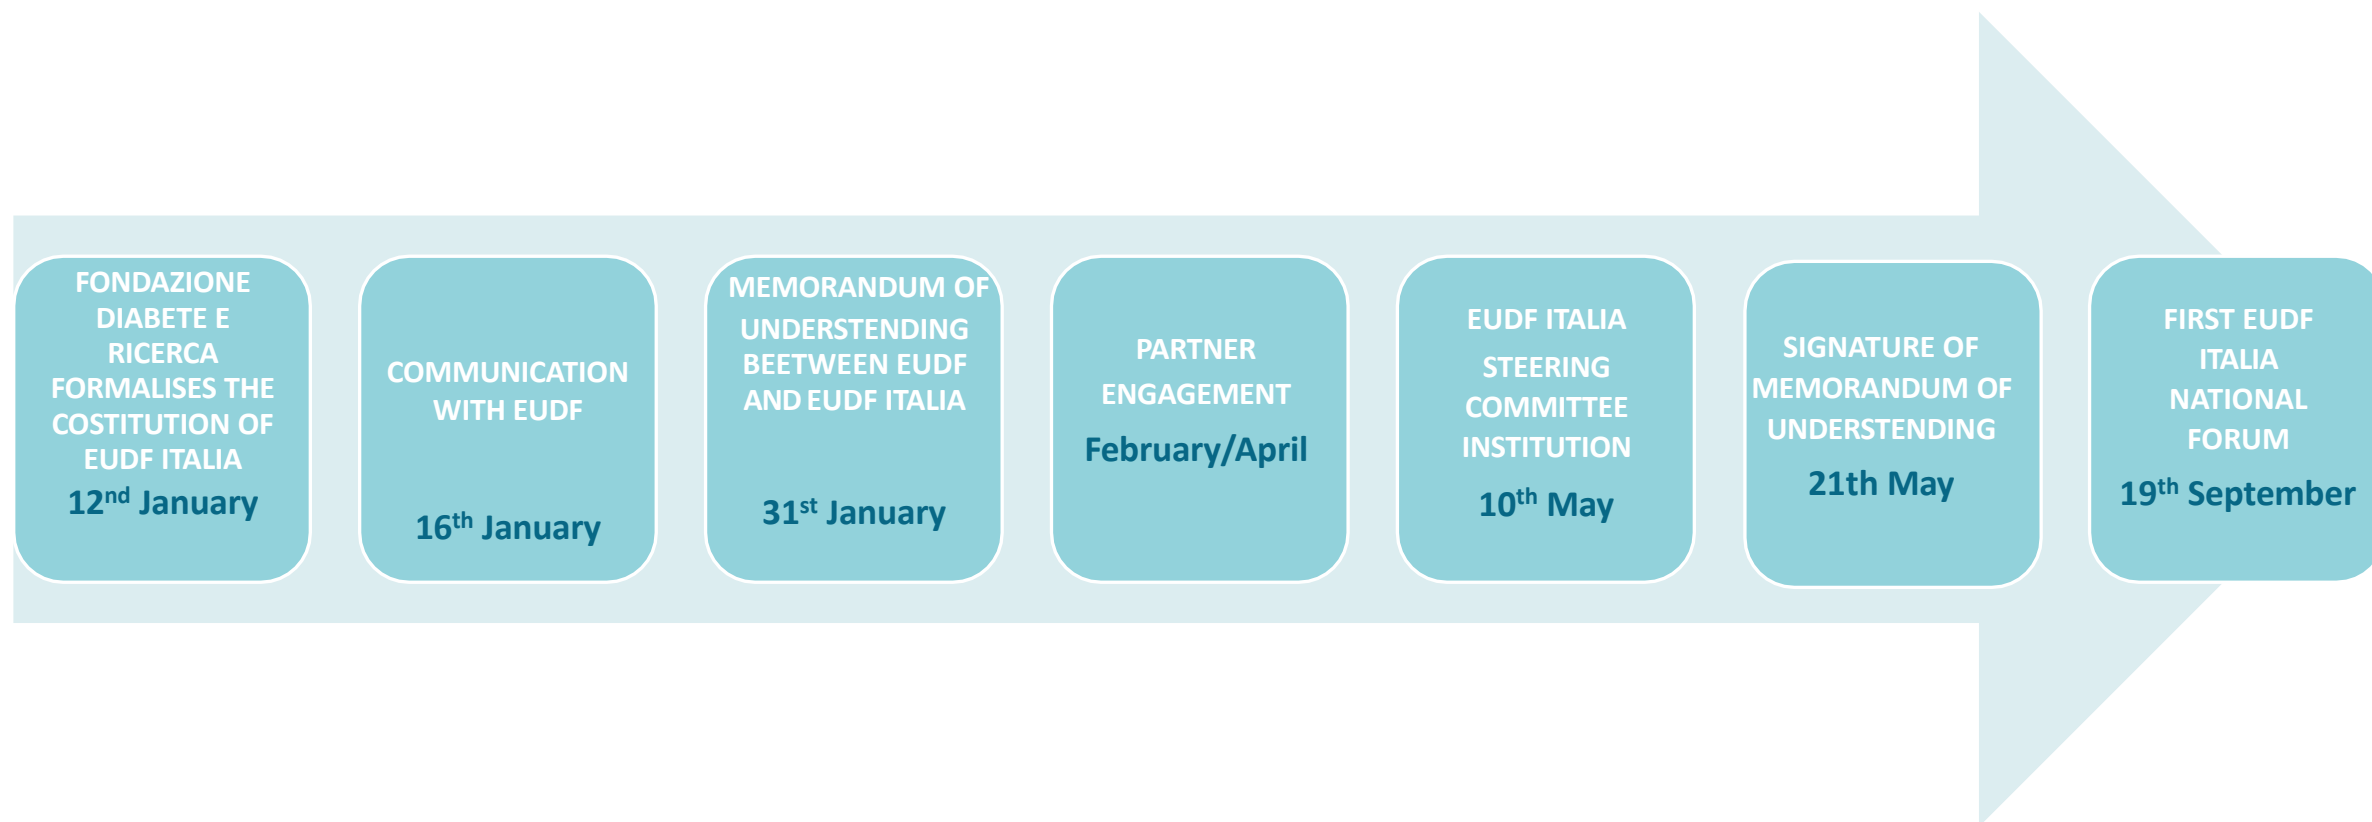 FONDAZIONE
DIABETE E
RICERCA
FORMALISES THE
COSTITUTION OF
EUDF ITALIA
12nd January
COMMUNICATION
WITH EUDF
16th January
MEMORANDUM OF
UNDERSTENDING
BEETWEEN EUDF
AND EUDF ITALIA
31st January
PARTNER
ENGAGEMENT
February/April
EUDF ITALIA
STEERING
COMMITTEE
INSTITUTION
10th May
SIGNATURE OF
MEMORANDUM OF
UNDERSTENDING
21th May
FIRST EUDF
ITALIA
NATIONAL
FORUM
19th September